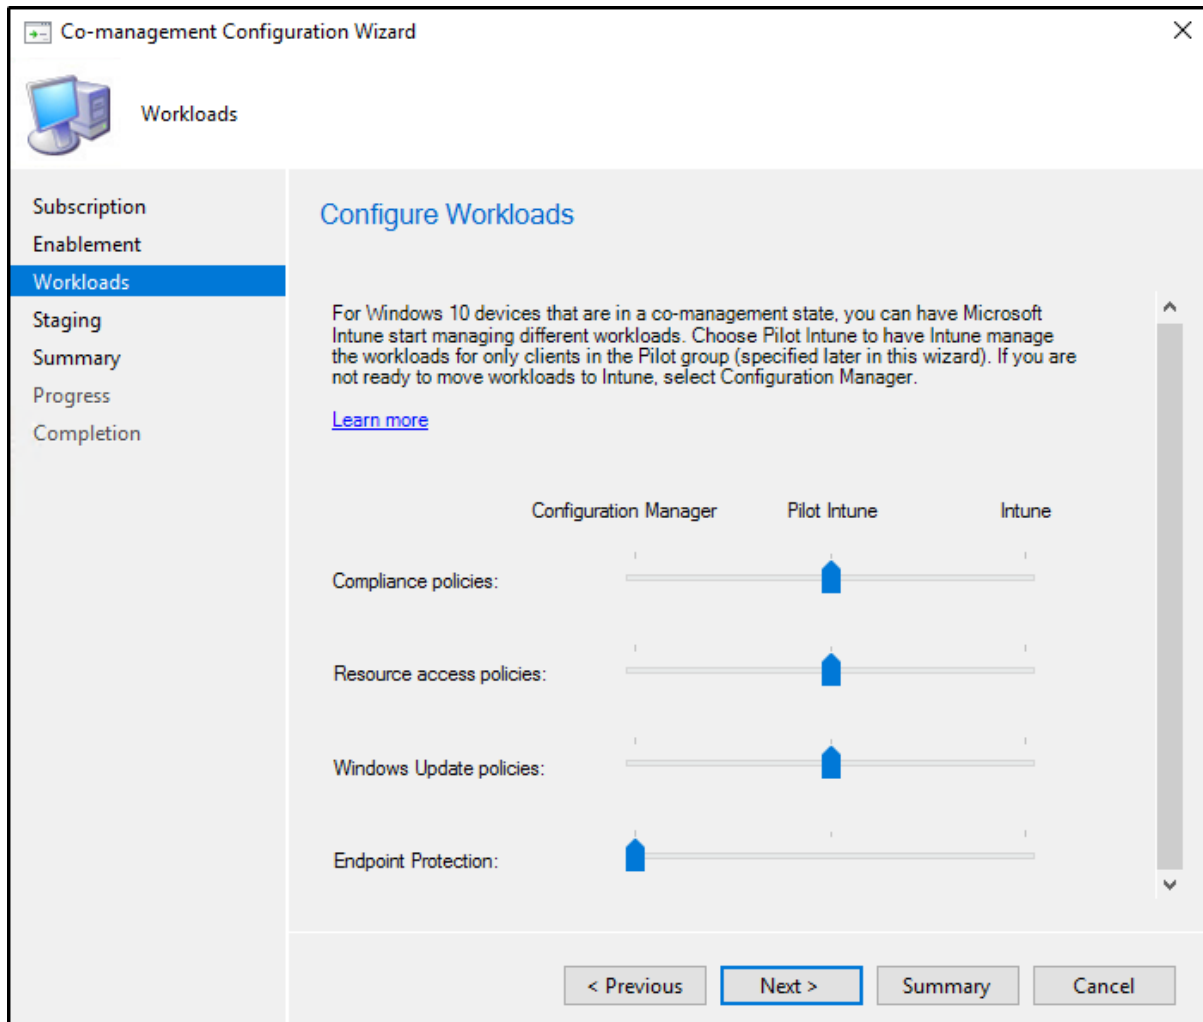 Co-management Configuration Wizard
Workloads
Subscription
Enablement
Workloads
Staging
Summary
Progress
Completion
Configure Workloads
For Windows 10 devices that are in a co-management state, you can have Microsoft
Intune start managing different workloads. Choose Pilot Intune to have Intune manage
the workloads for only clients in the Pilot group (specified later in this wizard). If you are
not ready to move workloads to Intune, select Configuration Manager.
Learn more
Configuration Manager Pilot Intune Intune
Compliance policies:
Resource access policies:
Windows Update policies:
Endpoint Protection:
< Previous Next > Summary Cancel